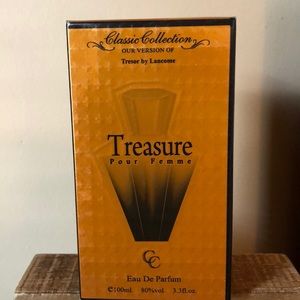 Classic Collection
OUR VERSION OF
Tresor by Lancome
Treasure
Pour Femme
CC
Eau De Parfum
℮100ml. 80%vol. 3.3fl.oz.